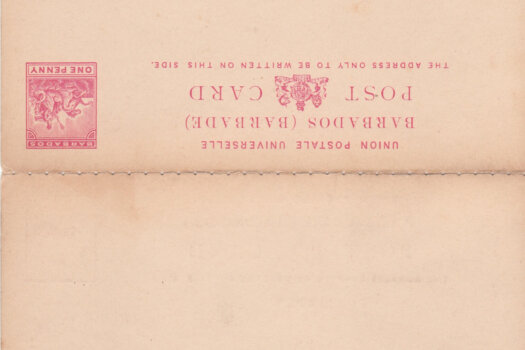 UNION POSTALE UNIVERSELLE
BARBADOS (BARBADE)
POST CARD
THE ADDRESS ONLY TO BE WRITTEN ON THIS SIDE.
BARBADOS
ONE PENNY